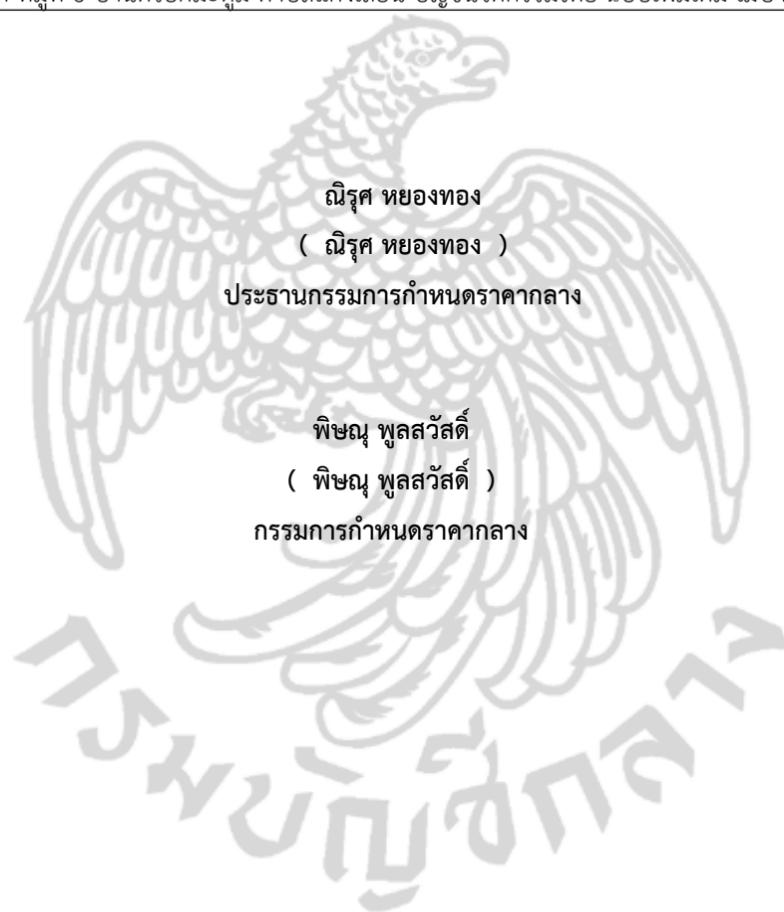 ณิรุศ หยองทอง
( ณิรุศ หยองทอง )
ประธานกรรมการกำหนดราคากลาง
พิษณุ พูลสวัสดิ์
( พิษณุ พูลสวัสดิ์ )
กรรมการกำหนดราคากลาง
กรมบัญชีกลาง